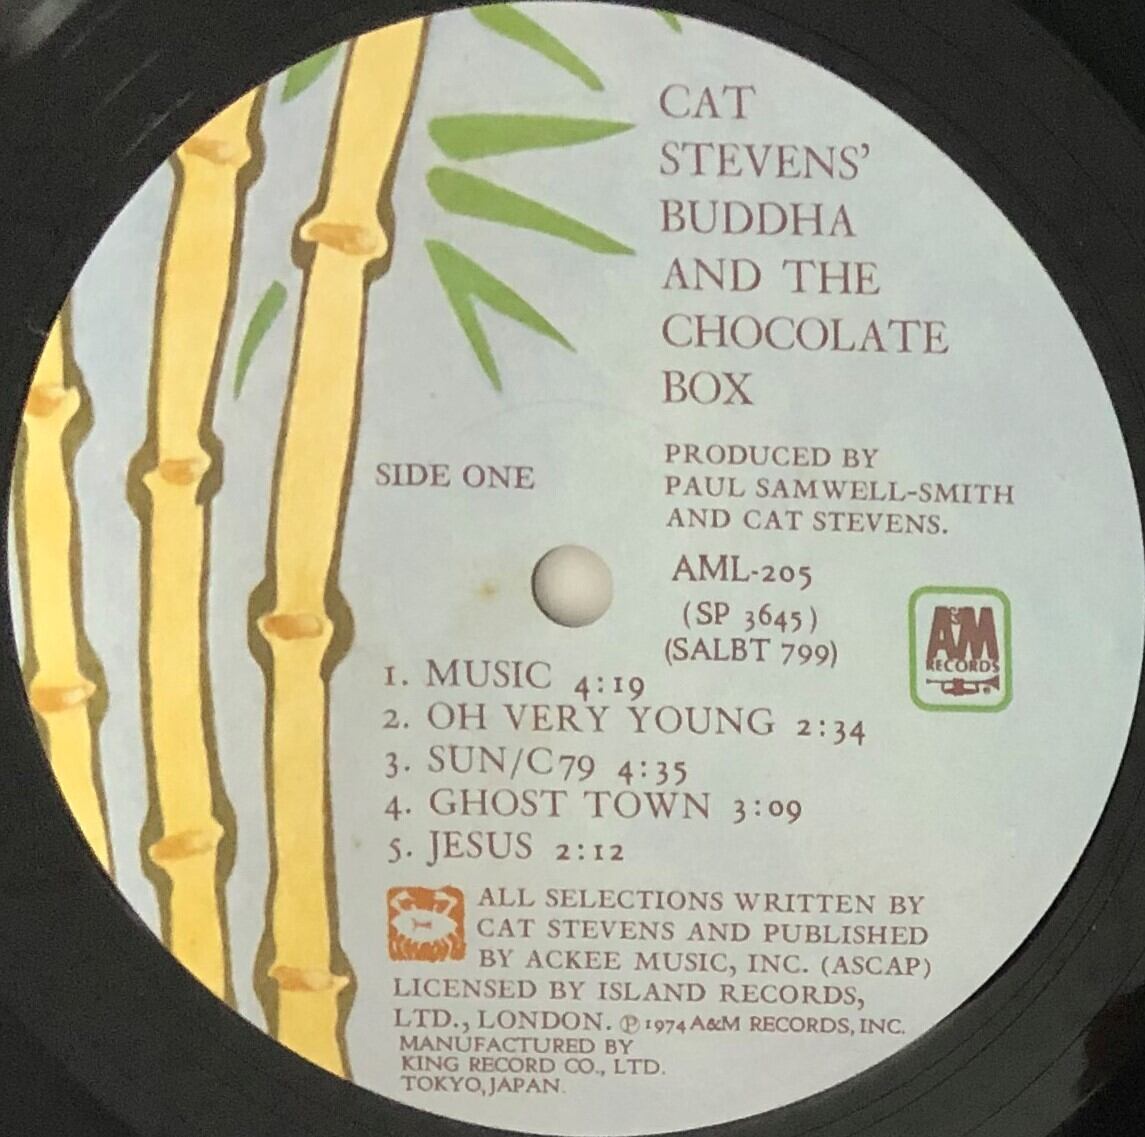 CAT
STEVENS'
BUDDHA
AND THE
CHOCOLATE
BOX
SIDE ONE
PRODUCED BY
PAUL SAMWELL-SMITH
AND CAT STEVENS.
AML-205
(SP 3645)
(SALBT 799)
A&M
RECORDS
1. MUSIC 4:19
2. OH VERY YOUNG 2:34
3. SUN/C79 4:35
4. GHOST TOWN 3:09
5. JESUS 2:12
ALL SELECTIONS WRITTEN BY
CAT STEVENS AND PUBLISHED
BY ACKEE MUSIC, INC. (ASCAP)
LICENSED BY ISLAND RECORDS,
LTD., LONDON. ℗ 1974 A&M RECORDS, INC.
MANUFACTURED BY
KING RECORD CO., LTD.
TOKYO, JAPAN.